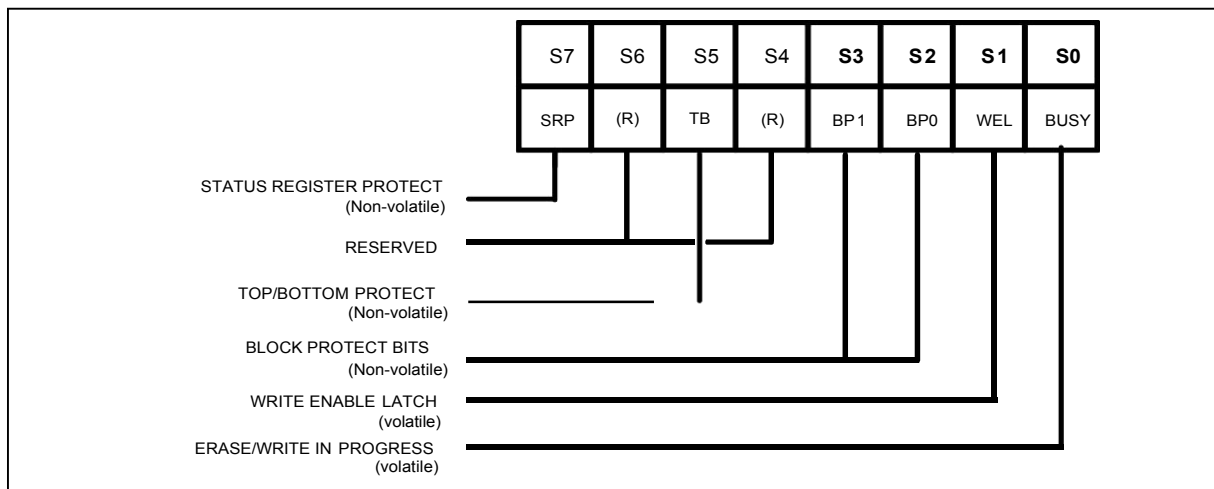 S7 S6 S5 S4 S3 S2 S1 S0
SRP (R) TB (R) BP1 BP0 WEL BUSY
STATUS REGISTER PROTECT
(Non-volatile)
RESERVED
TOP/BOTTOM PROTECT
(Non-volatile)
BLOCK PROTECT BITS
(Non-volatile)
WRITE ENABLE LATCH
(volatile)
ERASE/WRITE IN PROGRESS
(volatile)